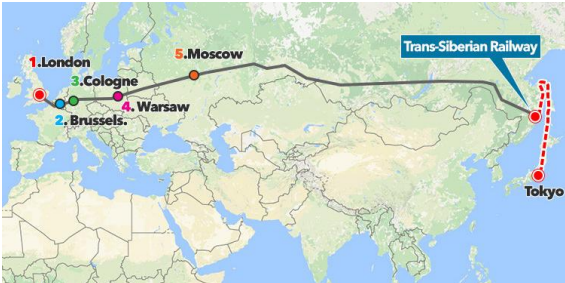 1.London
2. Brussels.
3.Cologne
4. Warsaw
5.Moscow
Trans-Siberian Railway
Tokyo